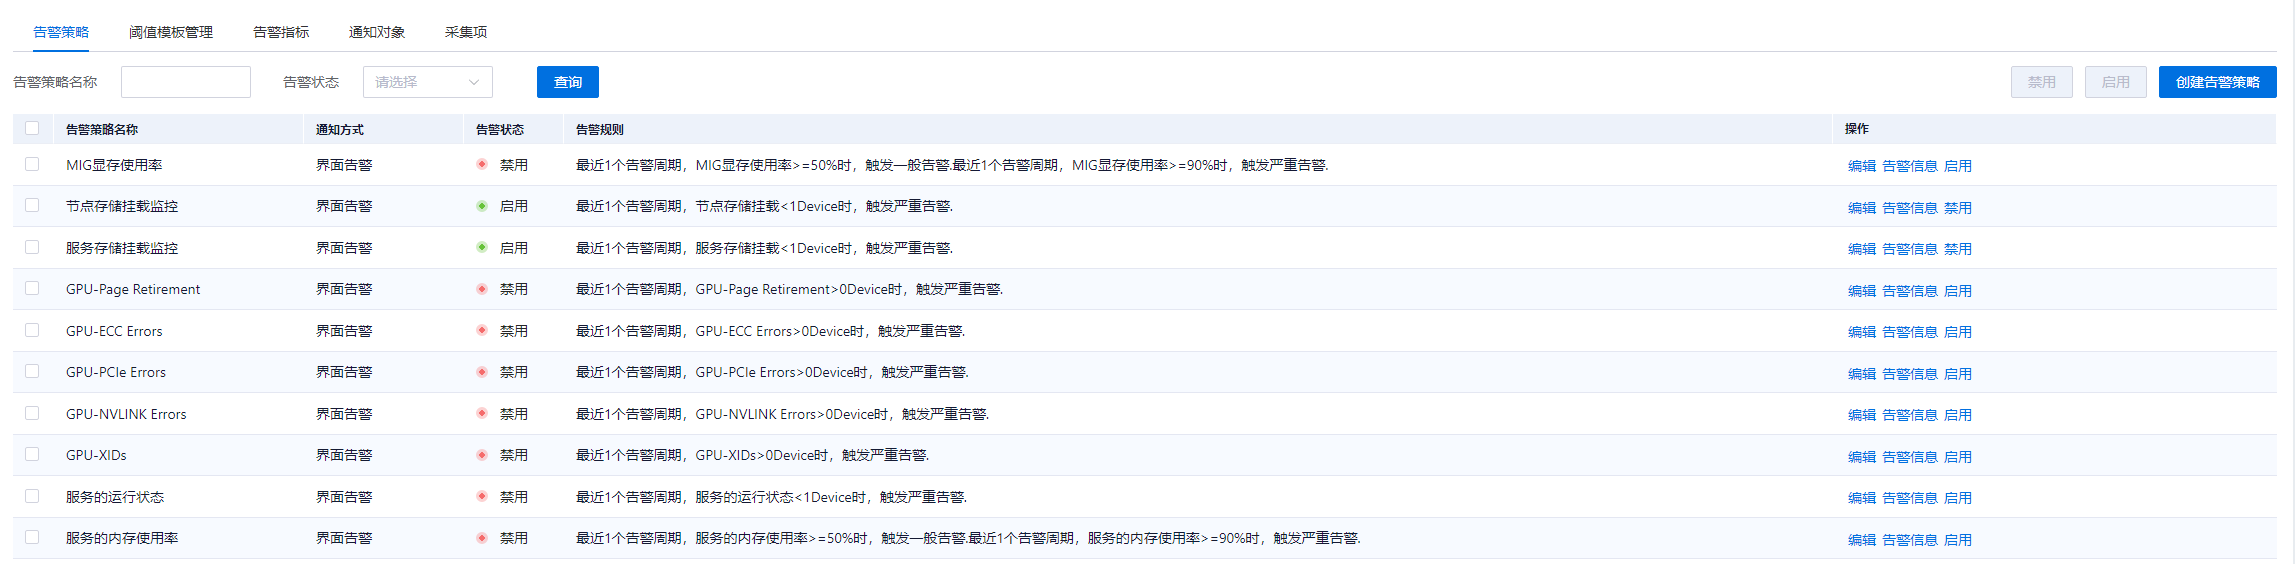 告警策略 阈值模板管理 告警指标 通知对象 采集项
告警策略名称 告警状态 请选择 查询 禁用 启用 创建告警策略
告警策略名称 通知方式 告警状态 告警规则 操作
MIG显存使用率 界面告警 禁用 最近1个告警周期，MIG显存使用率>=50%时，触发一般告警.最近1个告警周期，MIG显存使用率>=90%时，触发严重告警. 编辑 告警信息 启用
节点存储挂载监控 界面告警 启用 最近1个告警周期，节点存储挂载<1Device时，触发严重告警. 编辑 告警信息 禁用
服务存储挂载监控 界面告警 启用 最近1个告警周期，服务存储挂载<1Device时，触发严重告警. 编辑 告警信息 禁用
GPU-Page Retirement 界面告警 禁用 最近1个告警周期，GPU-Page Retirement>0Device时，触发严重告警. 编辑 告警信息 启用
GPU-ECC Errors 界面告警 禁用 最近1个告警周期，GPU-ECC Errors>0Device时，触发严重告警. 编辑 告警信息 启用
GPU-PCIe Errors 界面告警 禁用 最近1个告警周期，GPU-PCIe Errors>0Device时，触发严重告警. 编辑 告警信息 启用
GPU-NVLINK Errors 界面告警 禁用 最近1个告警周期，GPU-NVLINK Errors>0Device时，触发严重告警. 编辑 告警信息 启用
GPU-XIDs 界面告警 禁用 最近1个告警周期，GPU-XIDs>0Device时，触发严重告警. 编辑 告警信息 启用
服务的运行状态 界面告警 禁用 最近1个告警周期，服务的运行状态<1Device时，触发严重告警. 编辑 告警信息 启用
服务的内存使用率 界面告警 禁用 最近1个告警周期，服务的内存使用率>=50%时，触发一般告警.最近1个告警周期，服务的内存使用率>=90%时，触发严重告警. 编辑 告警信息 启用